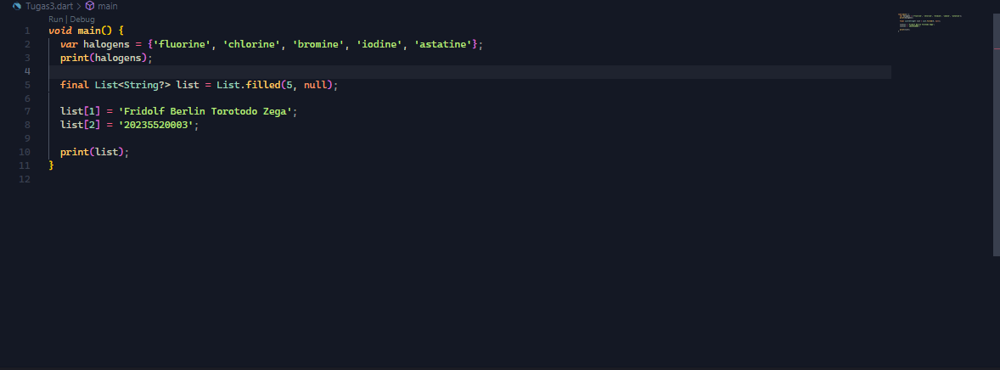 Tugas3.dart > main
Run | Debug
1 void main() {
2 var halogens = {'fluorine', 'chlorine', 'bromine', 'iodine', 'astatine'};
3 print(halogens);
4
5 final List<String?> list = List.filled(5, null);
6
7 list[1] = 'Fridolf Berlin Torotodo Zega';
8 list[2] = '20235520003';
9
10 print(list);
11 }
12